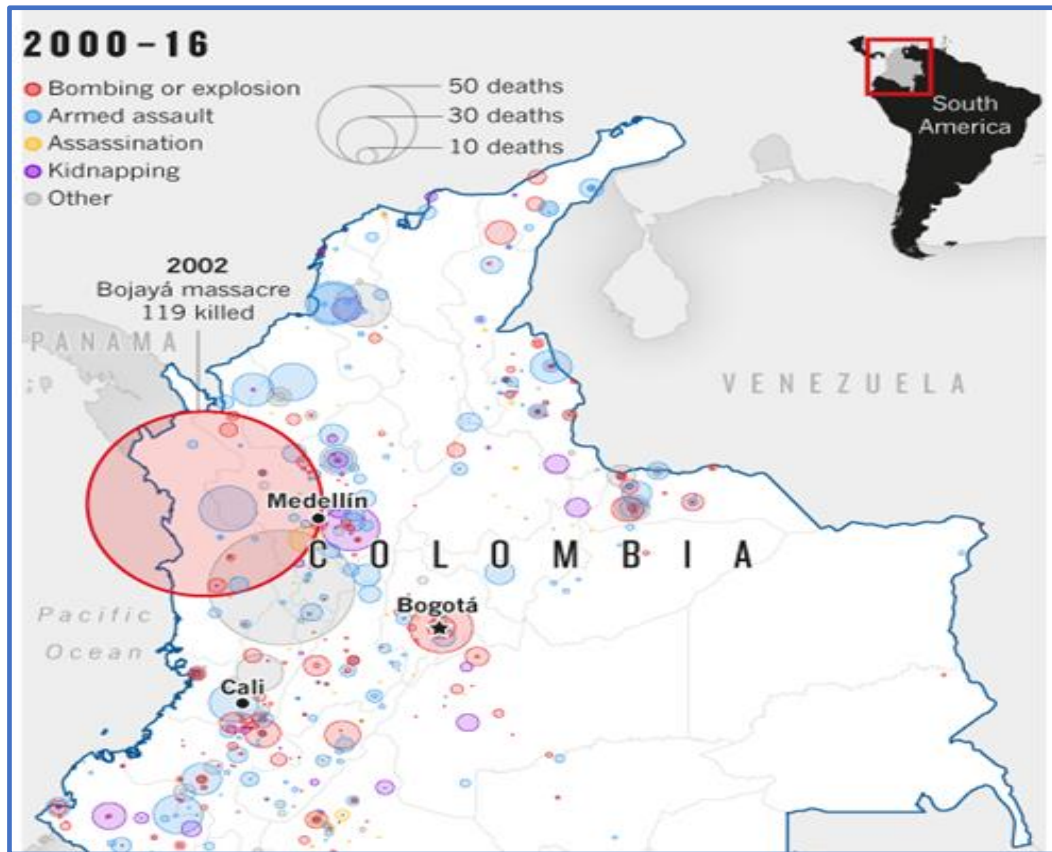 2000–16
Bombing or explosion
Armed assault
Assassination
Kidnapping
Other
50 deaths
30 deaths
10 deaths
South
America
2002
Bojayá massacre
119 killed
PANAMA
VENEZUELA
Medellín
COLOMBIA
Bogotá
Pacific
Ocean
Cali